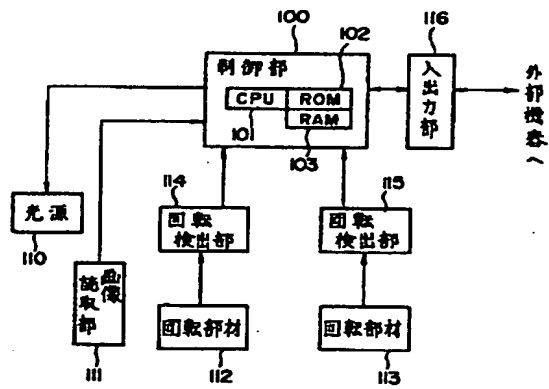 100
102
116
制御部
CPU
ROM
RAM
101
103
入出力部
外部機器へ
114
115
光源
110
回転
検出部
回転
検出部
画像
読取部
111
回転部材
112
回転部材
113